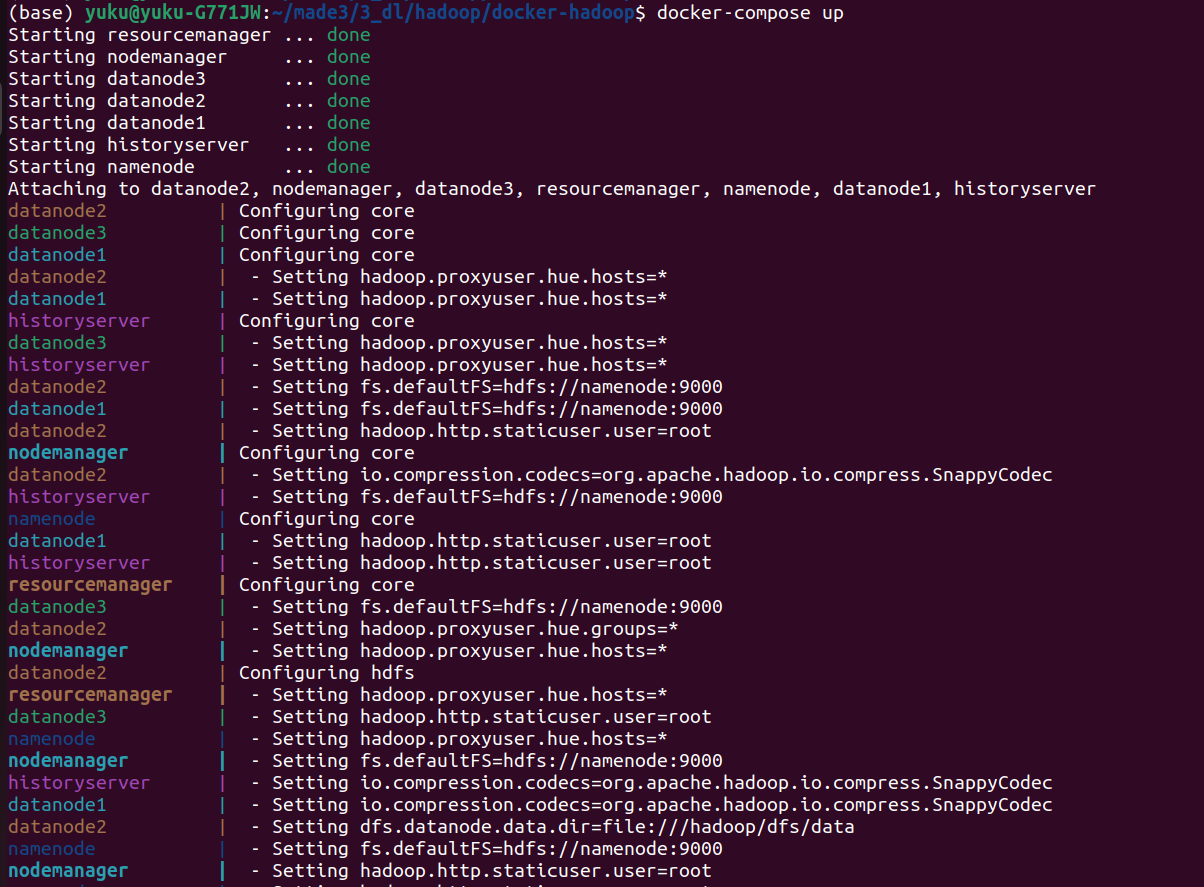 (base) yuku@yuku-G771JW:~/made3/3_dl/hadoop/docker-hadoop$ docker-compose up
Starting resourcemanager ... done
Starting nodemanager     ... done
Starting datanode3       ... done
Starting datanode2       ... done
Starting datanode1       ... done
Starting historyserver   ... done
Starting namenode        ... done
Attaching to datanode2, nodemanager, datanode3, resourcemanager, namenode, datanode1, historyserver
datanode2          | Configuring core
datanode3          | Configuring core
datanode1          | Configuring core
datanode2          |  - Setting hadoop.proxyuser.hue.hosts=*
datanode1          |  - Setting hadoop.proxyuser.hue.hosts=*
historyserver      | Configuring core
datanode3          |  - Setting hadoop.proxyuser.hue.hosts=*
historyserver      |  - Setting hadoop.proxyuser.hue.hosts=*
datanode2          |  - Setting fs.defaultFS=hdfs://namenode:9000
datanode1          |  - Setting fs.defaultFS=hdfs://namenode:9000
datanode2          |  - Setting hadoop.http.staticuser.user=root
nodemanager        | Configuring core
datanode2          |  - Setting io.compression.codecs=org.apache.hadoop.io.compress.SnappyCodec
historyserver      |  - Setting fs.defaultFS=hdfs://namenode:9000
namenode           | Configuring core
datanode1          |  - Setting hadoop.http.staticuser.user=root
historyserver      |  - Setting hadoop.http.staticuser.user=root
resourcemanager    | Configuring core
datanode3          |  - Setting fs.defaultFS=hdfs://namenode:9000
datanode2          |  - Setting hadoop.proxyuser.hue.groups=*
nodemanager        |  - Setting hadoop.proxyuser.hue.hosts=*
datanode2          | Configuring hdfs
resourcemanager    |  - Setting hadoop.proxyuser.hue.hosts=*
datanode3          |  - Setting hadoop.http.staticuser.user=root
namenode           |  - Setting hadoop.proxyuser.hue.hosts=*
nodemanager        |  - Setting fs.defaultFS=hdfs://namenode:9000
historyserver      |  - Setting io.compression.codecs=org.apache.hadoop.io.compress.SnappyCodec
datanode1          |  - Setting io.compression.codecs=org.apache.hadoop.io.compress.SnappyCodec
datanode2          |  - Setting dfs.datanode.data.dir=file:///hadoop/dfs/data
namenode           |  - Setting fs.defaultFS=hdfs://namenode:9000
nodemanager        |  - Setting hadoop.http.staticuser.user=root